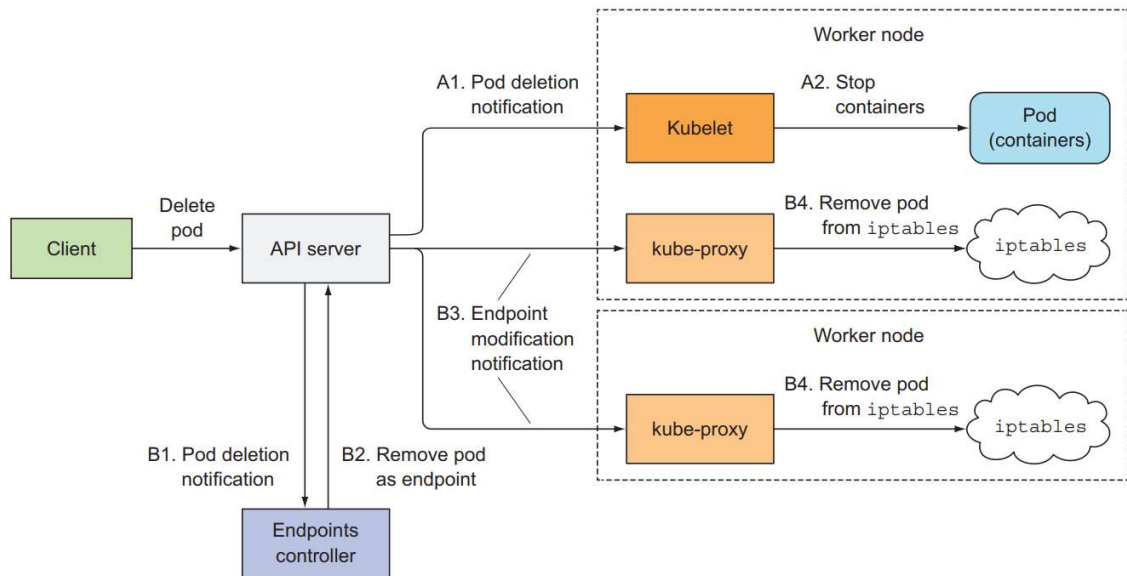 Worker node
A1. Pod deletion
notification
A2. Stop
containers
Kubelet
Pod
(containers)
Delete
pod
B4. Remove pod
from iptables
Client
API server
kube-proxy
iptables
B3. Endpoint
modification
notification
Worker node
B4. Remove pod
from iptables
kube-proxy
iptables
B1. Pod deletion
notification
B2. Remove pod
as endpoint
Endpoints
controller